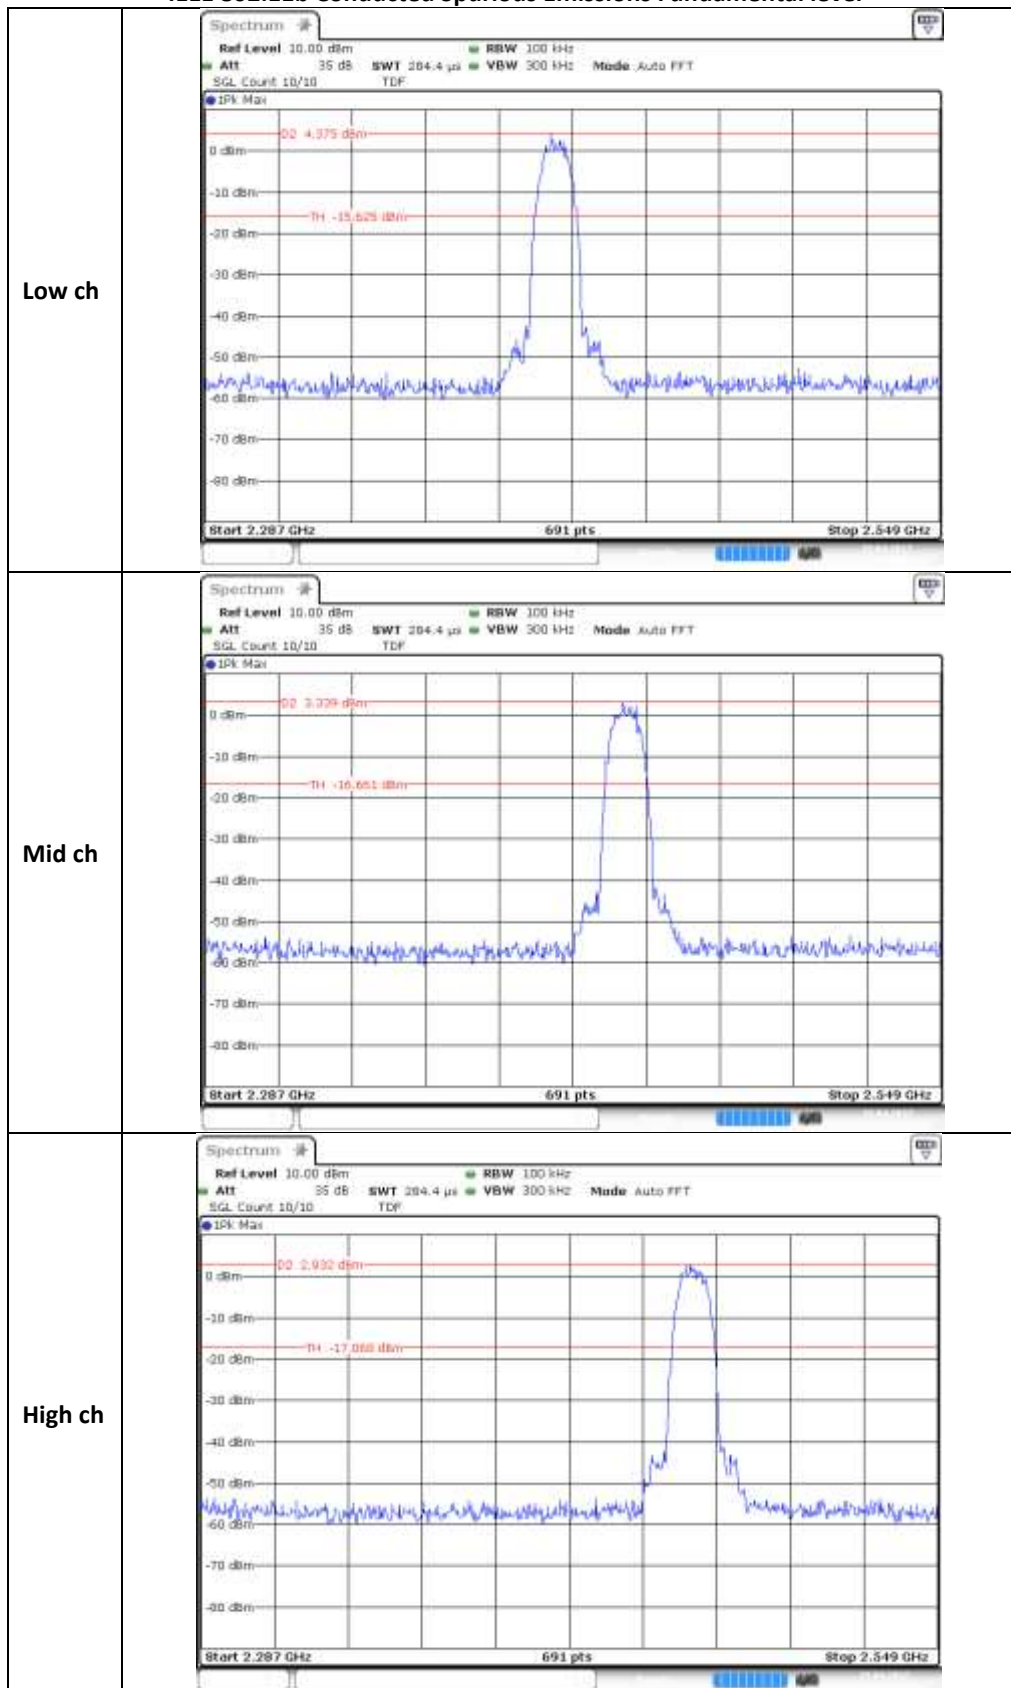 Low ch
Spectrum
Ref Level 10.00 dBm RBW 100 kHz
Att 35 dB SWT 284.4 µs VBW 300 kHz Mode Auto FFT
SGL Count 10/10 TDF
1Pk Max
D2 4.375 dBm
0 dBm
-10 dBm
TH -15.625 dBm
-20 dBm
-30 dBm
-40 dBm
-50 dBm
-60 dBm
-70 dBm
-80 dBm
Start 2.287 GHz 691 pts Stop 2.549 GHz
Mid ch
Spectrum
Ref Level 10.00 dBm RBW 100 kHz
Att 35 dB SWT 284.4 µs VBW 300 kHz Mode Auto FFT
SGL Count 10/10 TDF
1Pk Max
D2 3.339 dBm
0 dBm
-10 dBm
TH -16.661 dBm
-20 dBm
-30 dBm
-40 dBm
-50 dBm
-60 dBm
-70 dBm
-80 dBm
Start 2.287 GHz 691 pts Stop 2.549 GHz
High ch
Spectrum
Ref Level 10.00 dBm RBW 100 kHz
Att 35 dB SWT 284.4 µs VBW 300 kHz Mode Auto FFT
SGL Count 10/10 TDF
1Pk Max
D2 2.932 dBm
0 dBm
-10 dBm
TH -17.068 dBm
-20 dBm
-30 dBm
-40 dBm
-50 dBm
-60 dBm
-70 dBm
-80 dBm
Start 2.287 GHz 691 pts Stop 2.549 GHz